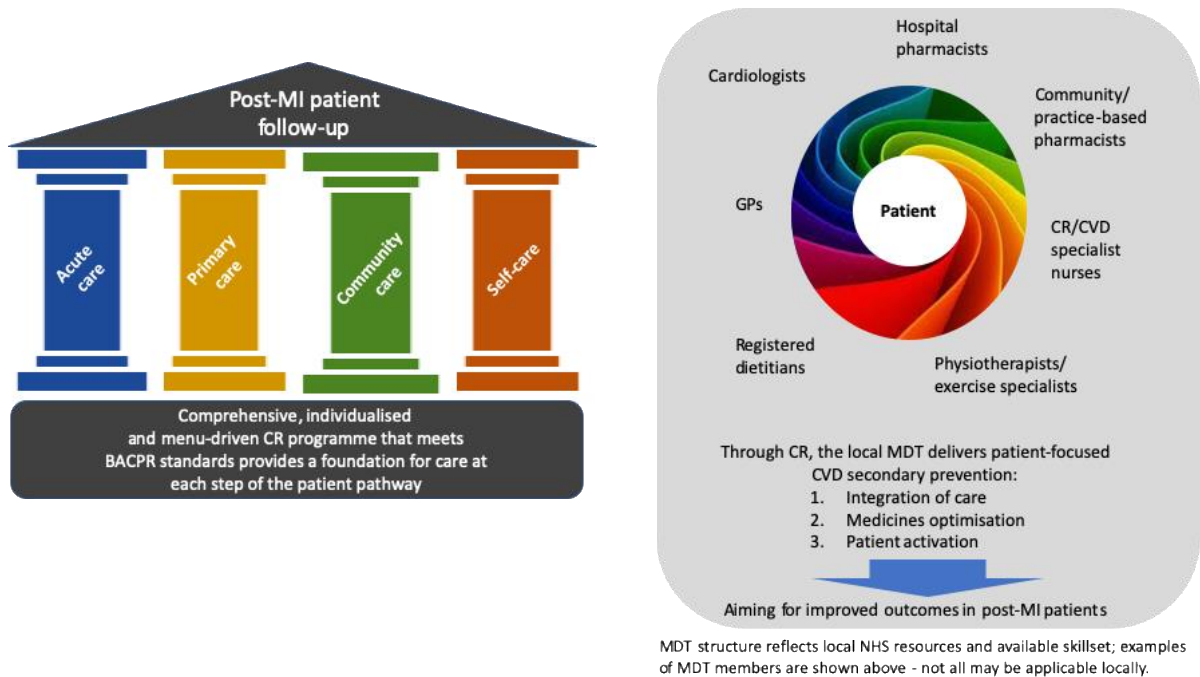 Post-MI patient
follow-up
Acute
care
Primary
care
Community
care
Self-care
Comprehensive, individualised
and menu-driven CR programme that meets
BACPR standards provides a foundation for care at
each step of the patient pathway
Hospital
pharmacists
Cardiologists
Community/
practice-based
pharmacists
GPs
Patient
CR/CVD
specialist
nurses
Registered
dietitians
Physiotherapists/
exercise specialists
Through CR, the local MDT delivers patient-focused
CVD secondary prevention:
1. Integration of care
2. Medicines optimisation
3. Patient activation
Aiming for improved outcomes in post-MI patients
MDT structure reflects local NHS resources and available skillset; examples
of MDT members are shown above - not all may be applicable locally.